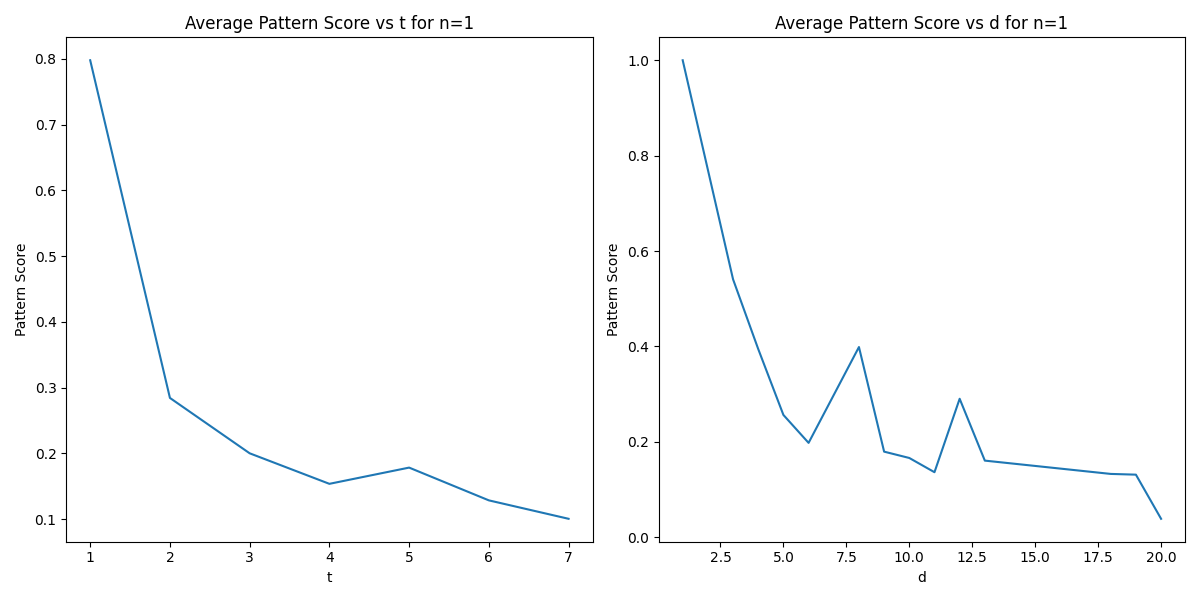 Average Pattern Score vs t for n=1
Pattern Score
0.8
0.7
0.6
0.5
0.4
0.3
0.2
0.1
1 2 3 4 5 6 7
t
Average Pattern Score vs d for n=1
Pattern Score
1.0
0.8
0.6
0.4
0.2
0.0
2.5 5.0 7.5 10.0 12.5 15.0 17.5 20.0
d